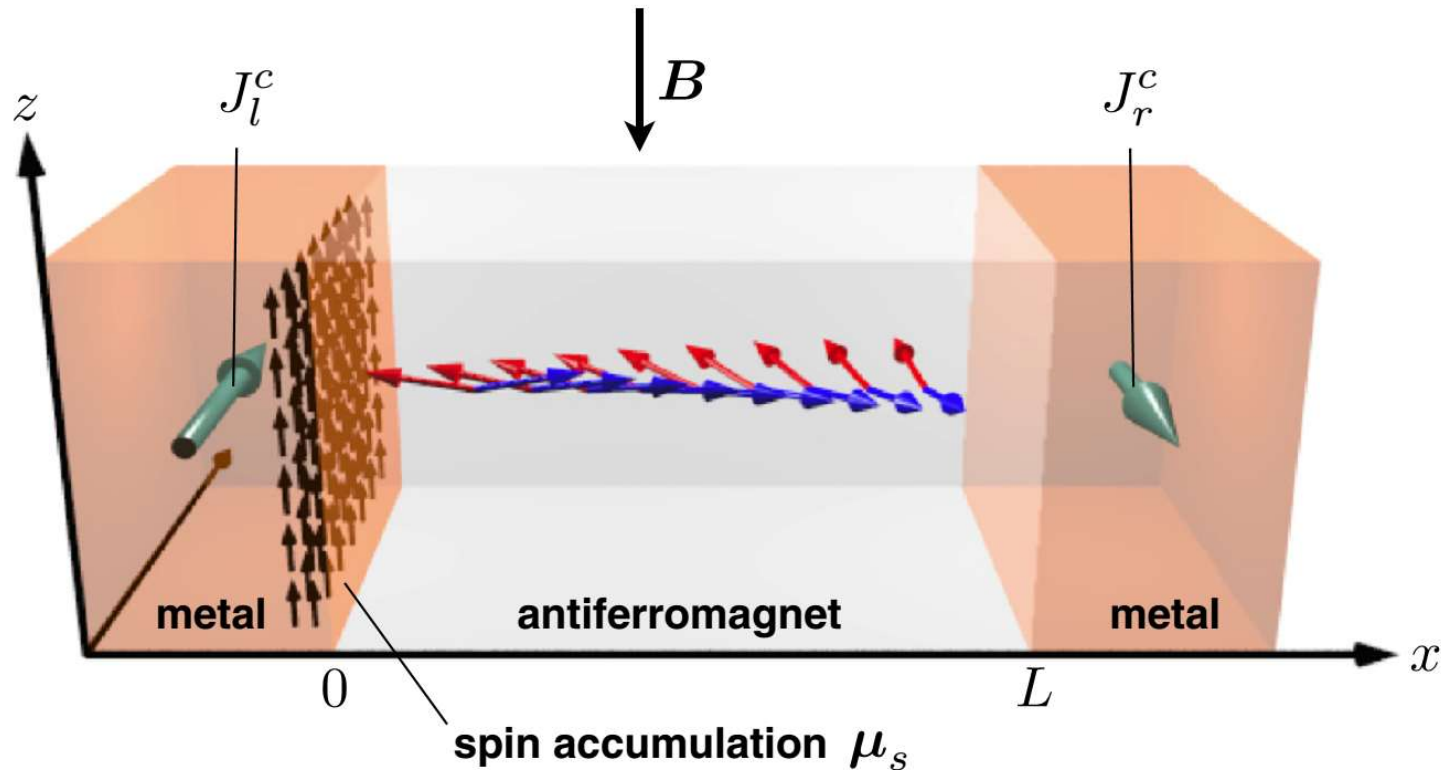 B
J_l^c
J_r^c
z
metal
antiferromagnet
metal
x
0
L
spin accumulation μ_s